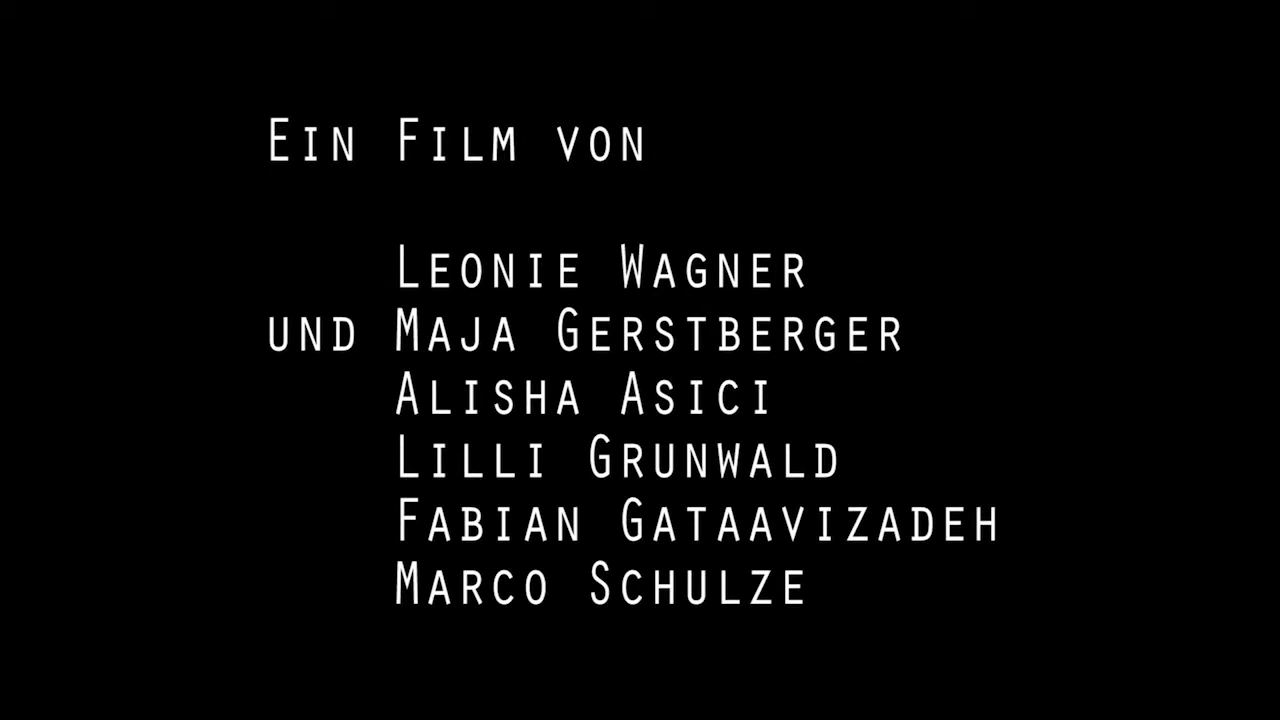 Ein Film von
Leonie Wagner
und Maja Gerstberger
Alisha Asici
Lilli Grunwald
Fabian Gataavizadeh
Marco Schulze